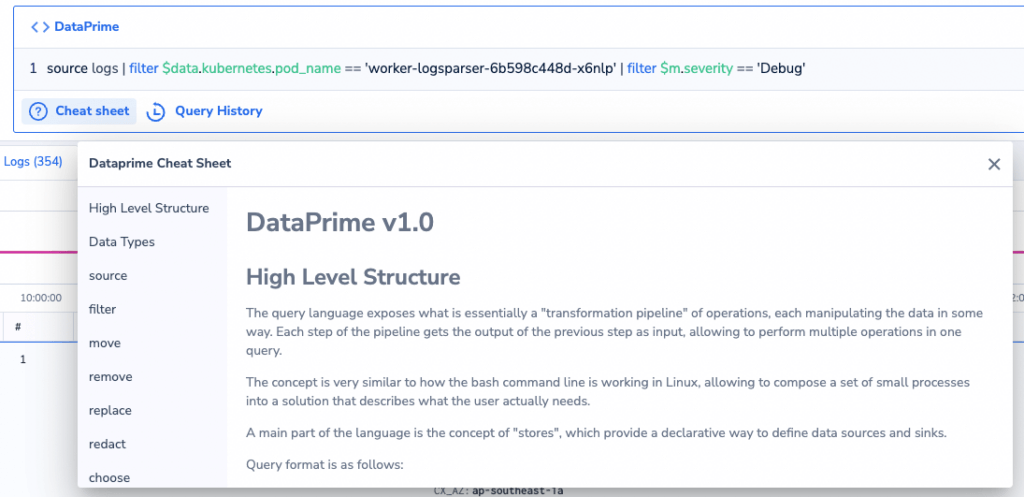 DataPrime
1 source logs | filter $data.kubernetes.pod_name == 'worker-logsparser-6b598c448d-x6nlp' | filter $m.severity == 'Debug'
Cheat sheet
Query History
Logs (354)
Dataprime Cheat Sheet
High Level Structure
Data Types
source
filter
move
remove
replace
redact
choose
DataPrime v1.0
High Level Structure
The query language exposes what is essentially a "transformation pipeline" of operations, each manipulating the data in some
way. Each step of the pipeline gets the output of the previous step as input, allowing to perform multiple operations in one
query.
The concept is very similar to how the bash command line is working in Linux, allowing to compose a set of small processes
into a solution that describes what the user actually needs.
A main part of the language is the concept of "stores", which provide a declarative way to define data sources and sinks.
Query format is as follows:
10:00:00
#
1
CX_AZ: ap-southeast-1a